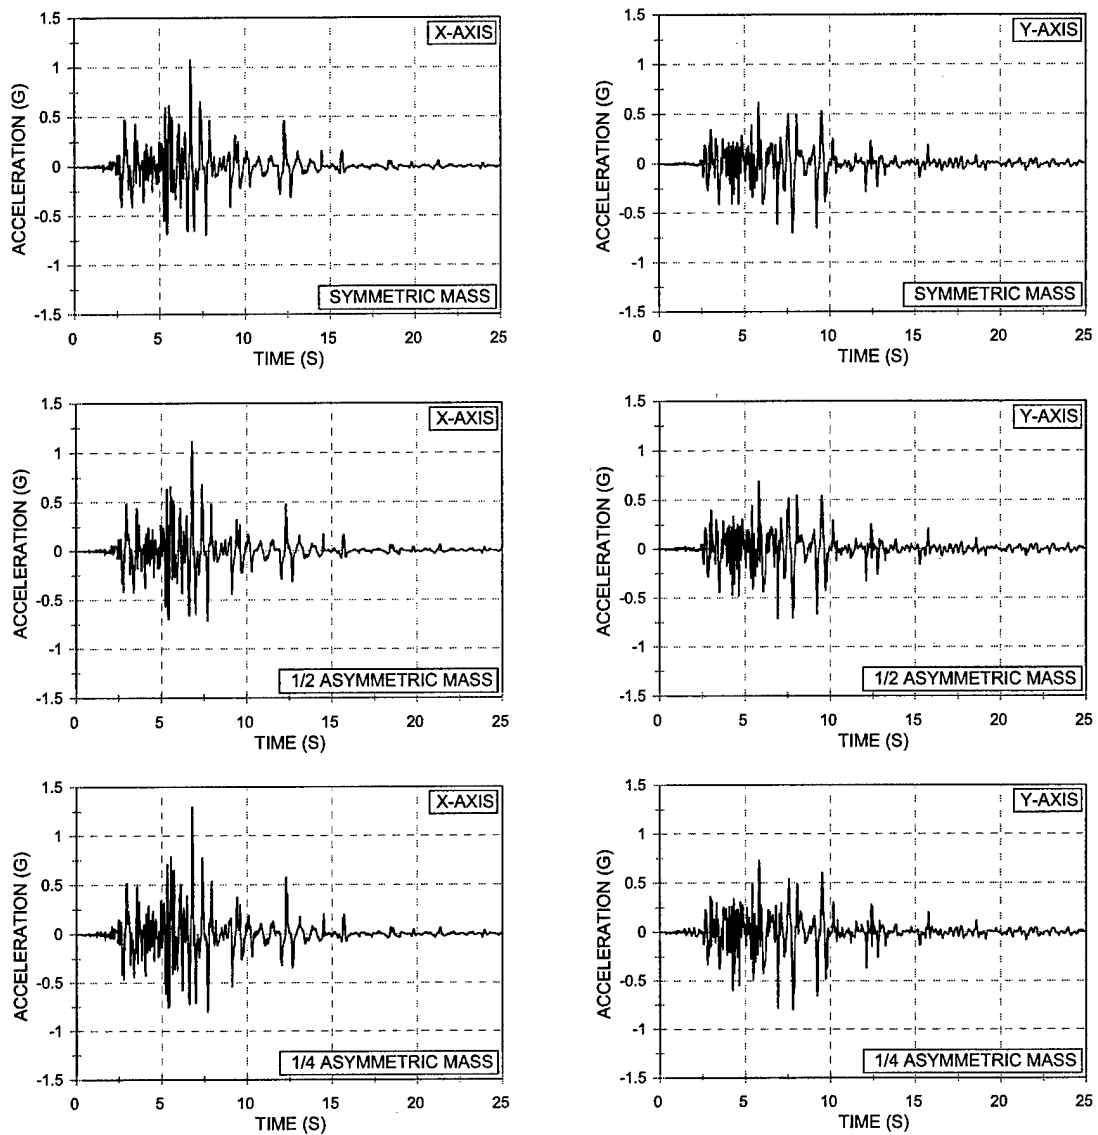 1.5
X-AXIS
1
0.5
0
-0.5
-1
SYMMETRIC MASS
-1.5
0 5 10 15 20 25
TIME (S)
ACCELERATION (G)
1.5
Y-AXIS
1
0.5
0
-0.5
-1
SYMMETRIC MASS
-1.5
0 5 10 15 20 25
TIME (S)
ACCELERATION (G)
1.5
X-AXIS
1
0.5
0
-0.5
-1
1/2 ASYMMETRIC MASS
-1.5
0 5 10 15 20 25
TIME (S)
ACCELERATION (G)
1.5
Y-AXIS
1
0.5
0
-0.5
-1
1/2 ASYMMETRIC MASS
-1.5
0 5 10 15 20 25
TIME (S)
ACCELERATION (G)
1.5
X-AXIS
1
0.5
0
-0.5
-1
1/4 ASYMMETRIC MASS
-1.5
0 5 10 15 20 25
TIME (S)
ACCELERATION (G)
1.5
Y-AXIS
1
0.5
0
-0.5
-1
1/4 ASYMMETRIC MASS
-1.5
0 5 10 15 20 25
TIME (S)
ACCELERATION (G)